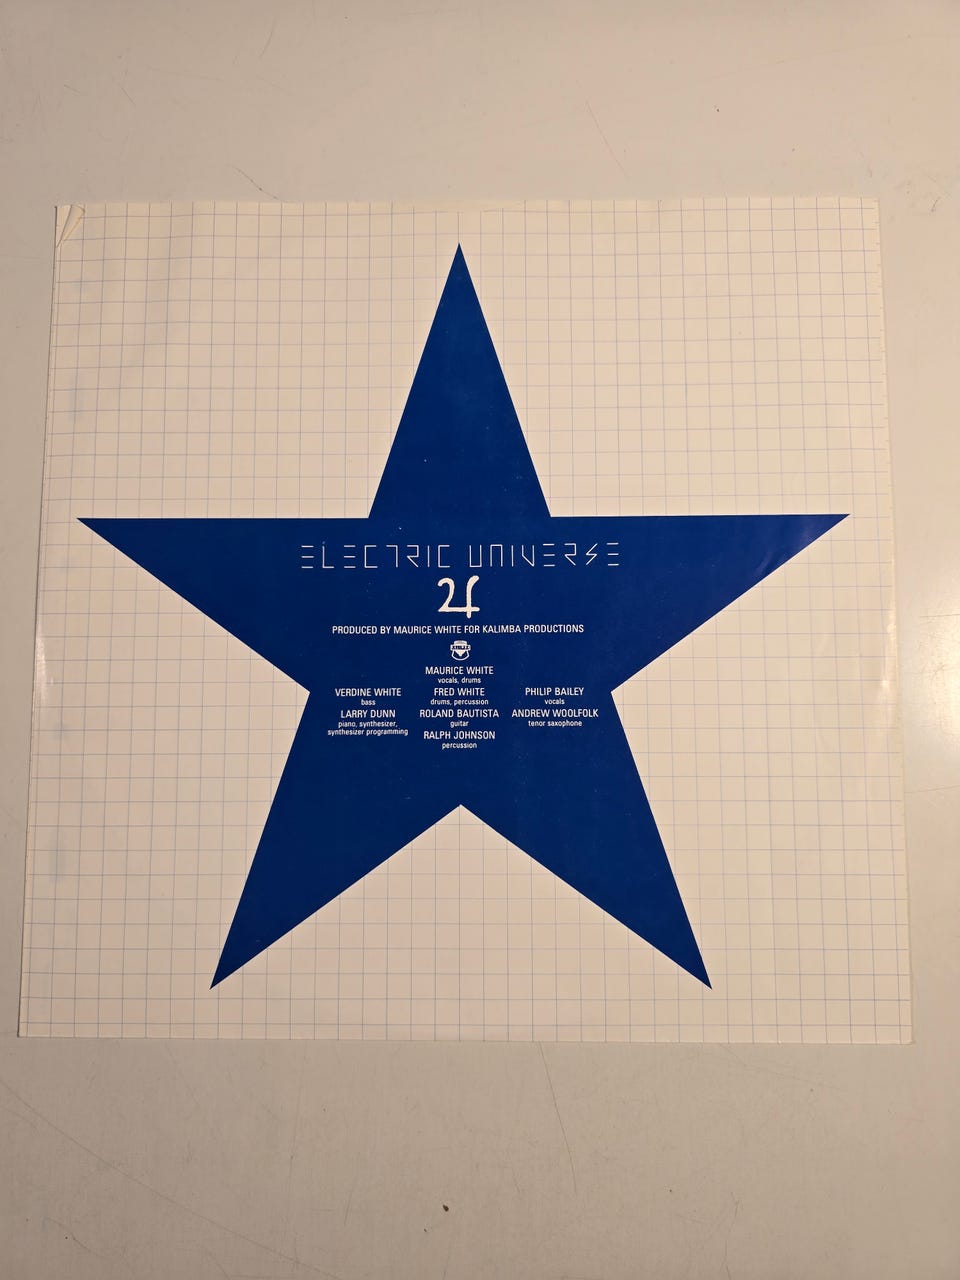 ELECTRIC UNIVERSE
♃
PRODUCED BY MAURICE WHITE FOR KALIMBA PRODUCTIONS
MAURICE WHITE
vocals, drums
VERDINE WHITE
bass
LARRY DUNN
piano, synthesizer,
synthesizer programming
FRED WHITE
drums, percussion
ROLAND BAUTISTA
guitar
RALPH JOHNSON
percussion
PHILIP BAILEY
vocals
ANDREW WOOLFOLK
tenor saxophone